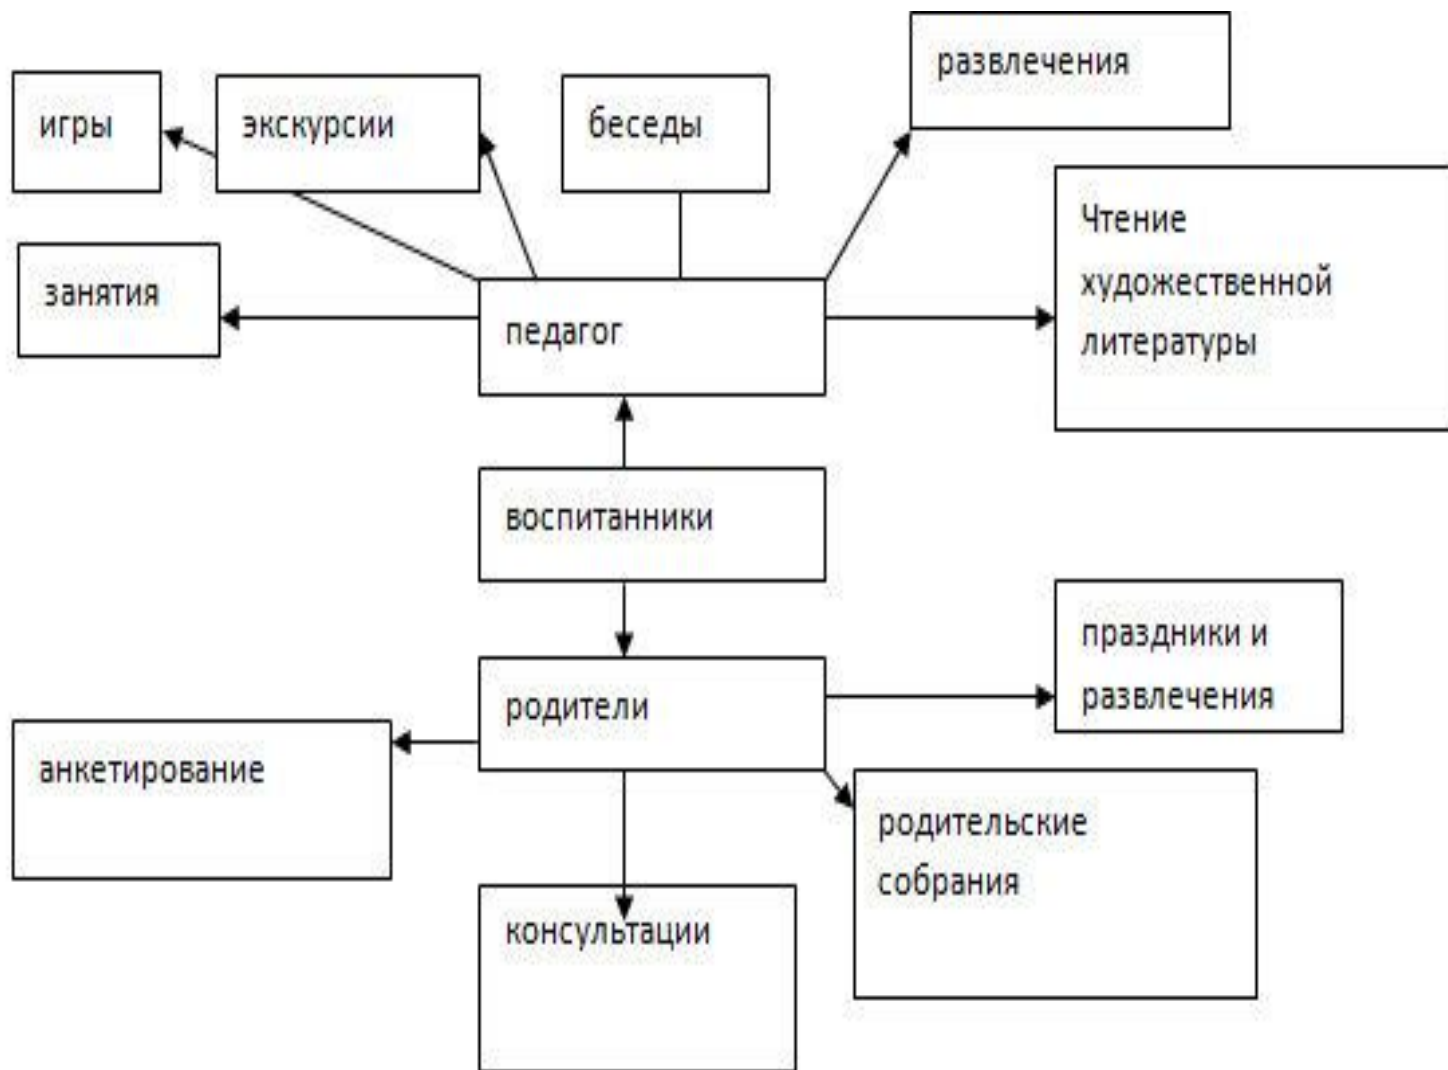 развлечения
игры
экскурсии
беседы
Чтение
художественной
литературы
занятия
педагог
воспитанники
праздники и
развлечения
родители
анкетирование
родительские
собрания
консультации